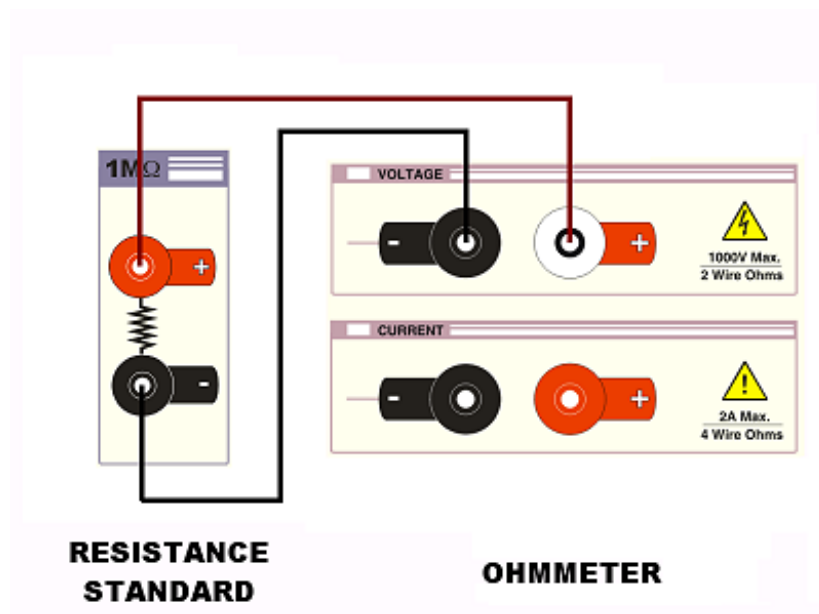 1MΩ
+
-
VOLTAGE
- +
1000V Max.
2 Wire Ohms
CURRENT
- +
2A Max.
4 Wire Ohms
RESISTANCE
STANDARD
OHMMETER